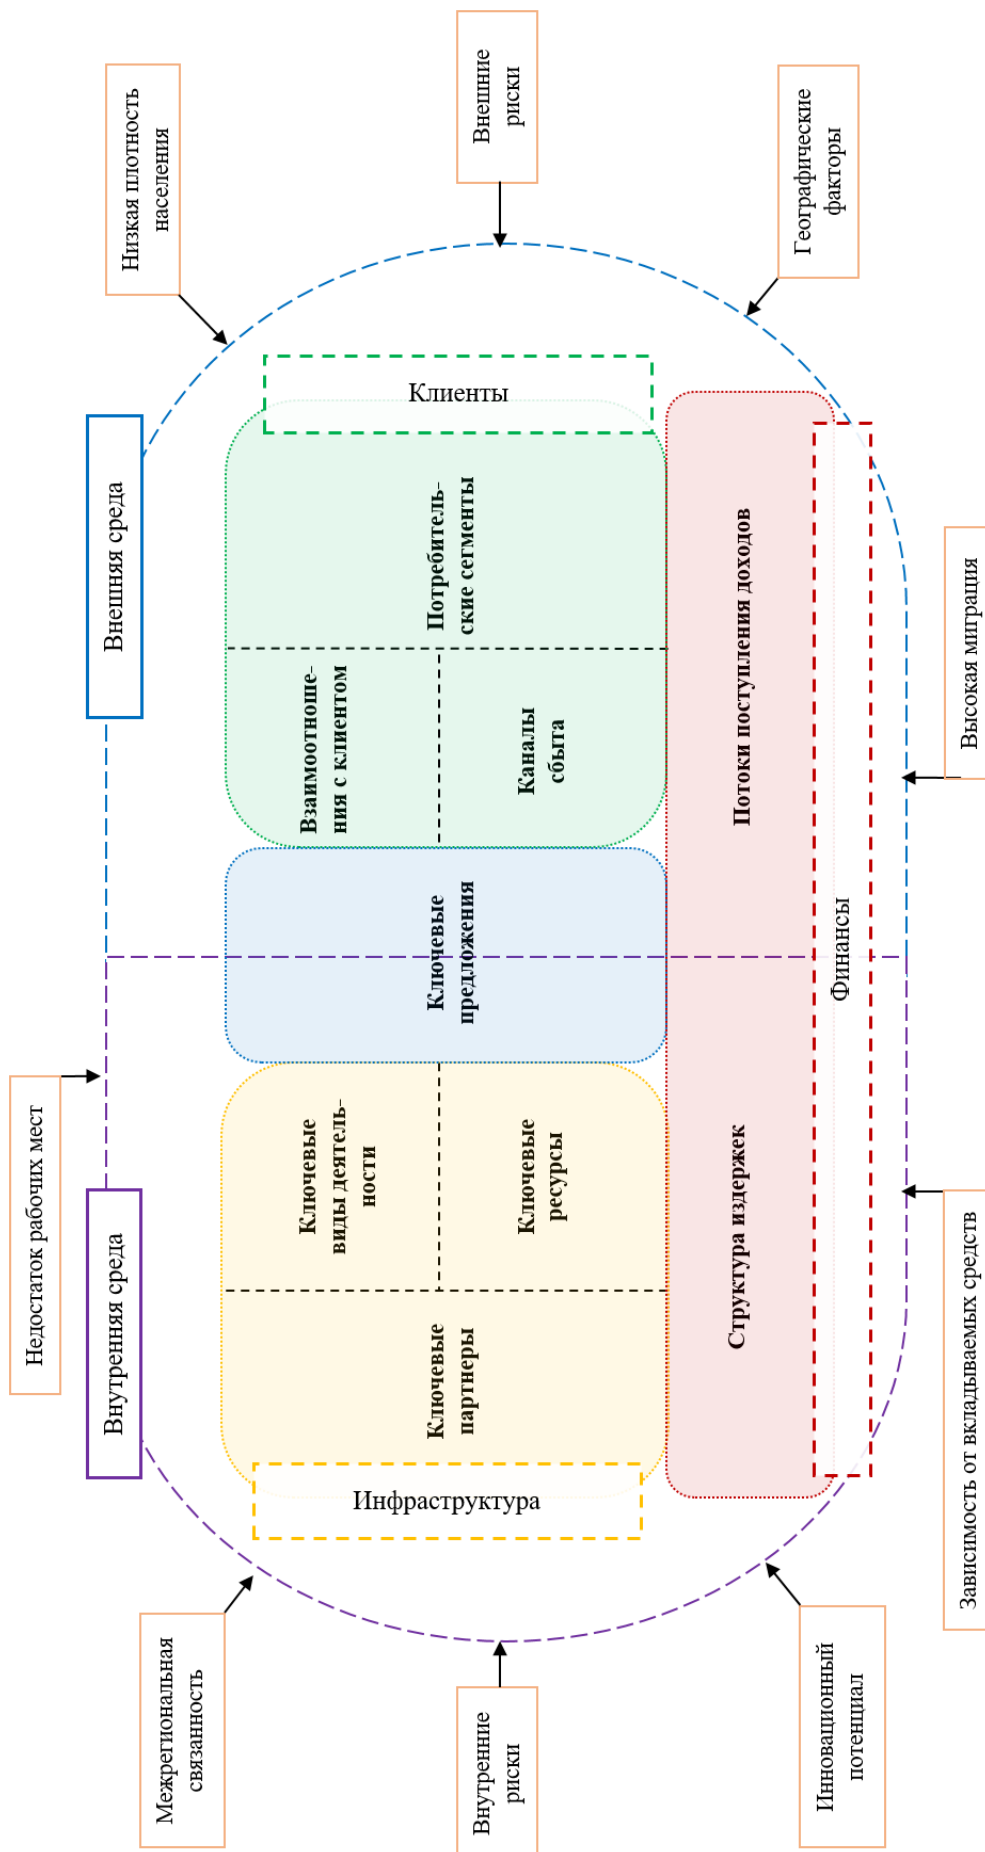 Недостаток рабочих мест
Межрегиональная
связанность
Внутренняя среда
Внешняя среда
Низкая плотность
населения
Внутренние
риски
Инфраструктура
Ключевые
партнеры
Ключевые
виды деятель-
ности
Ключевые
ресурсы
Ключевые
предложения
Взаимоотноше-
ния с клиентом
Каналы
сбыта
Потребитель-
ские сегменты
Клиенты
Внешние
риски
Структура издержек
Потоки поступления доходов
Финансы
Инновационный
потенциал
Географические
факторы
Зависимость от вкладываемых средств
Высокая миграция